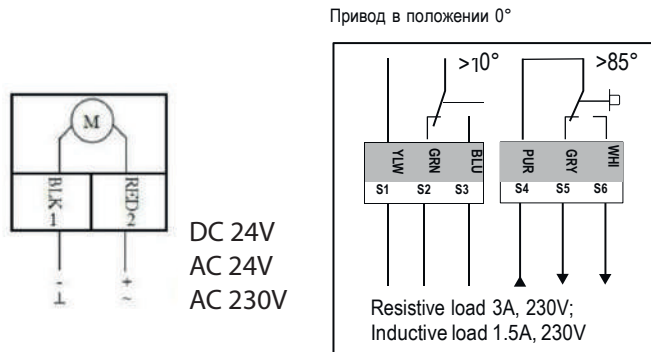 Привод в положении 0°
M
BLK RED
1 2
- +
⊥ ~
DC 24V
AC 24V
AC 230V
>10° >85°
YLW GRN BLU PUR GRY WHI
S1 S2 S3 S4 S5 S6
Resistive load 3A, 230V;
Inductive load 1.5A, 230V